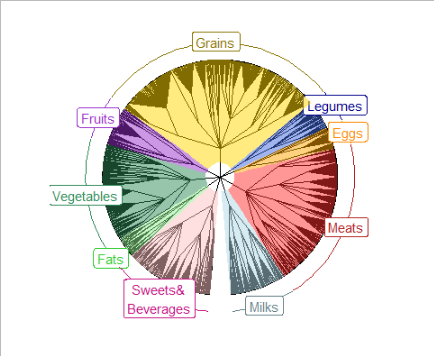 Grains
Legumes
Fruits
Eggs
Vegetables
Meats
Fats
Sweets&
Beverages
Milks